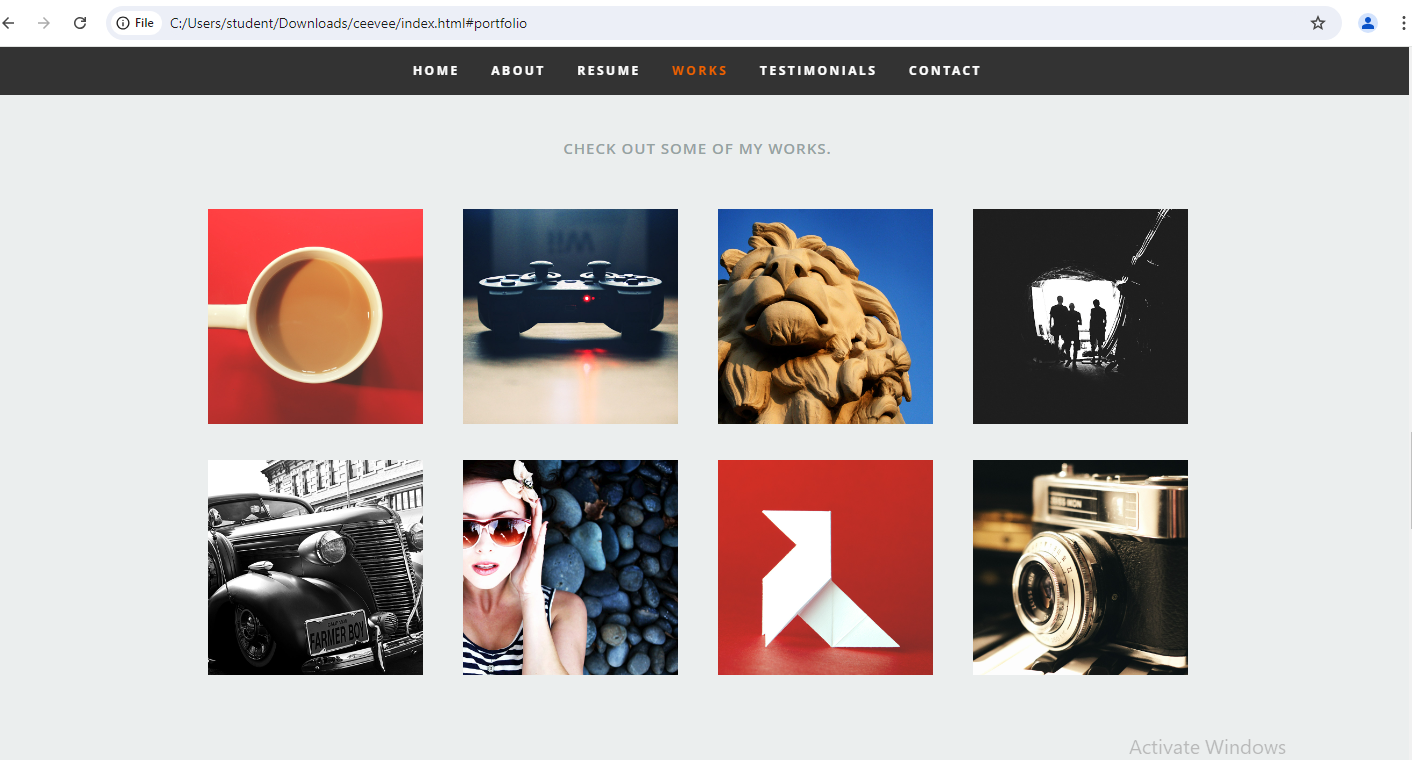 File C:/Users/student/Downloads/ceevee/index.html#portfolio
HOME ABOUT RESUME WORKS TESTIMONIALS CONTACT
CHECK OUT SOME OF MY WORKS.
Wii
FARMER BOY
Activate Windows